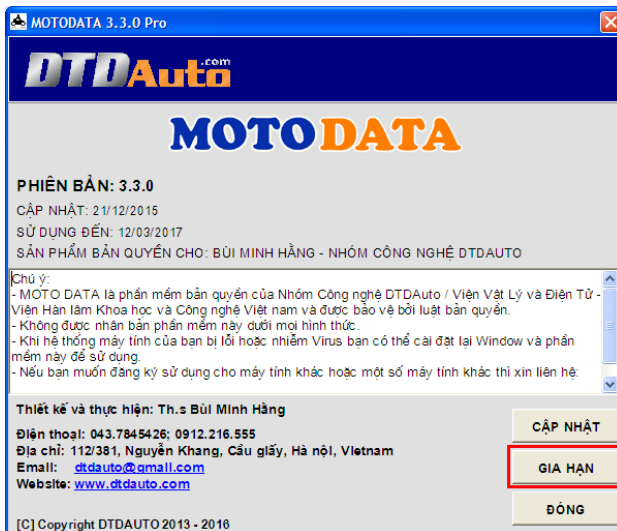 MOTODATA 3.3.0 Pro
DTDAuto.com
MOTODATA
PHIÊN BẢN: 3.3.0
CẬP NHẬT: 21/12/2015
SỬ DỤNG ĐẾN: 12/03/2017
SẢN PHẨM BẢN QUYỀN CHO: BÙI MINH HẰNG - NHÓM CÔNG NGHỆ DTDAUTO
Chú ý:
- MOTO DATA là phần mềm bản quyền của Nhóm Công nghệ DTDAuto / Viện Vật Lý và Điện Tử -
Viện Hàn lâm Khoa học và Công nghệ Việt nam và được bảo vệ bởi luật bản quyền.
- Không được nhân bản phần mềm này dưới mọi hình thức.
- Khi hệ thống máy tính của bạn bị lỗi hoặc nhiễm Virus bạn có thể cài đặt lại Window và phần
mềm này để sử dụng.
- Nếu bạn muốn đăng ký sử dụng cho máy tính khác hoặc một số máy tính khác thì xin liên hệ:
Thiết kế và thực hiện: Th.s Bùi Minh Hằng
Điện thoại: 043.7845426; 0912.216.555
Địa chỉ: 112/381, Nguyễn Khang, Cầu giấy, Hà nội, Vietnam
Email: dtdauto@gmail.com
Website: www.dtdauto.com
[C] Copyright DTDAUTO 2013 - 2016
CẬP NHẬT
GIA HẠN
ĐÓNG